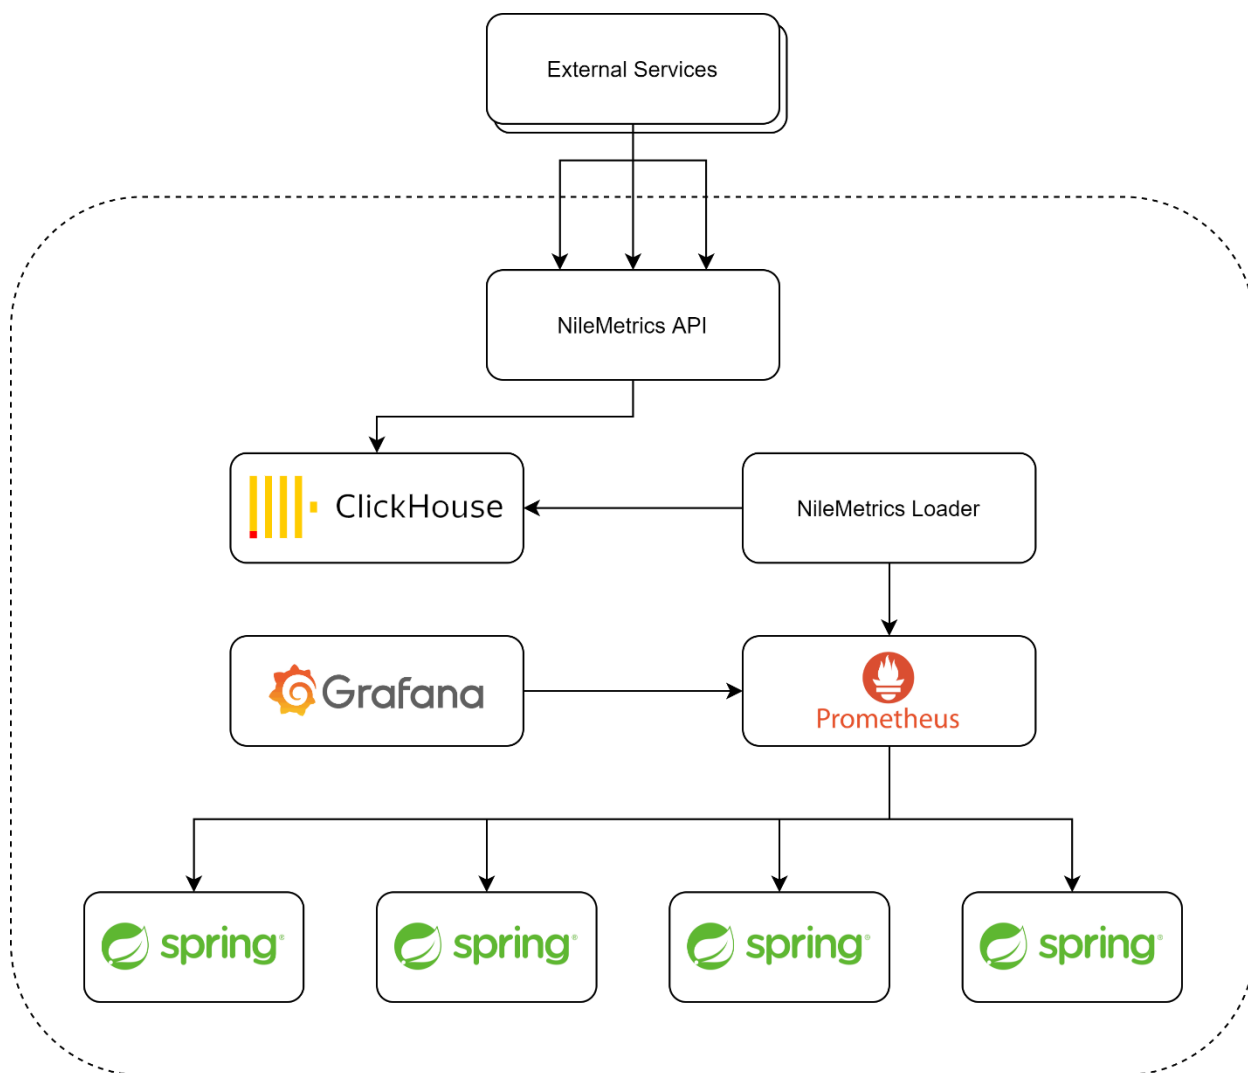 External Services
NileMetrics API
ClickHouse
NileMetrics Loader
Grafana
Prometheus
spring®
spring®
spring®
spring®